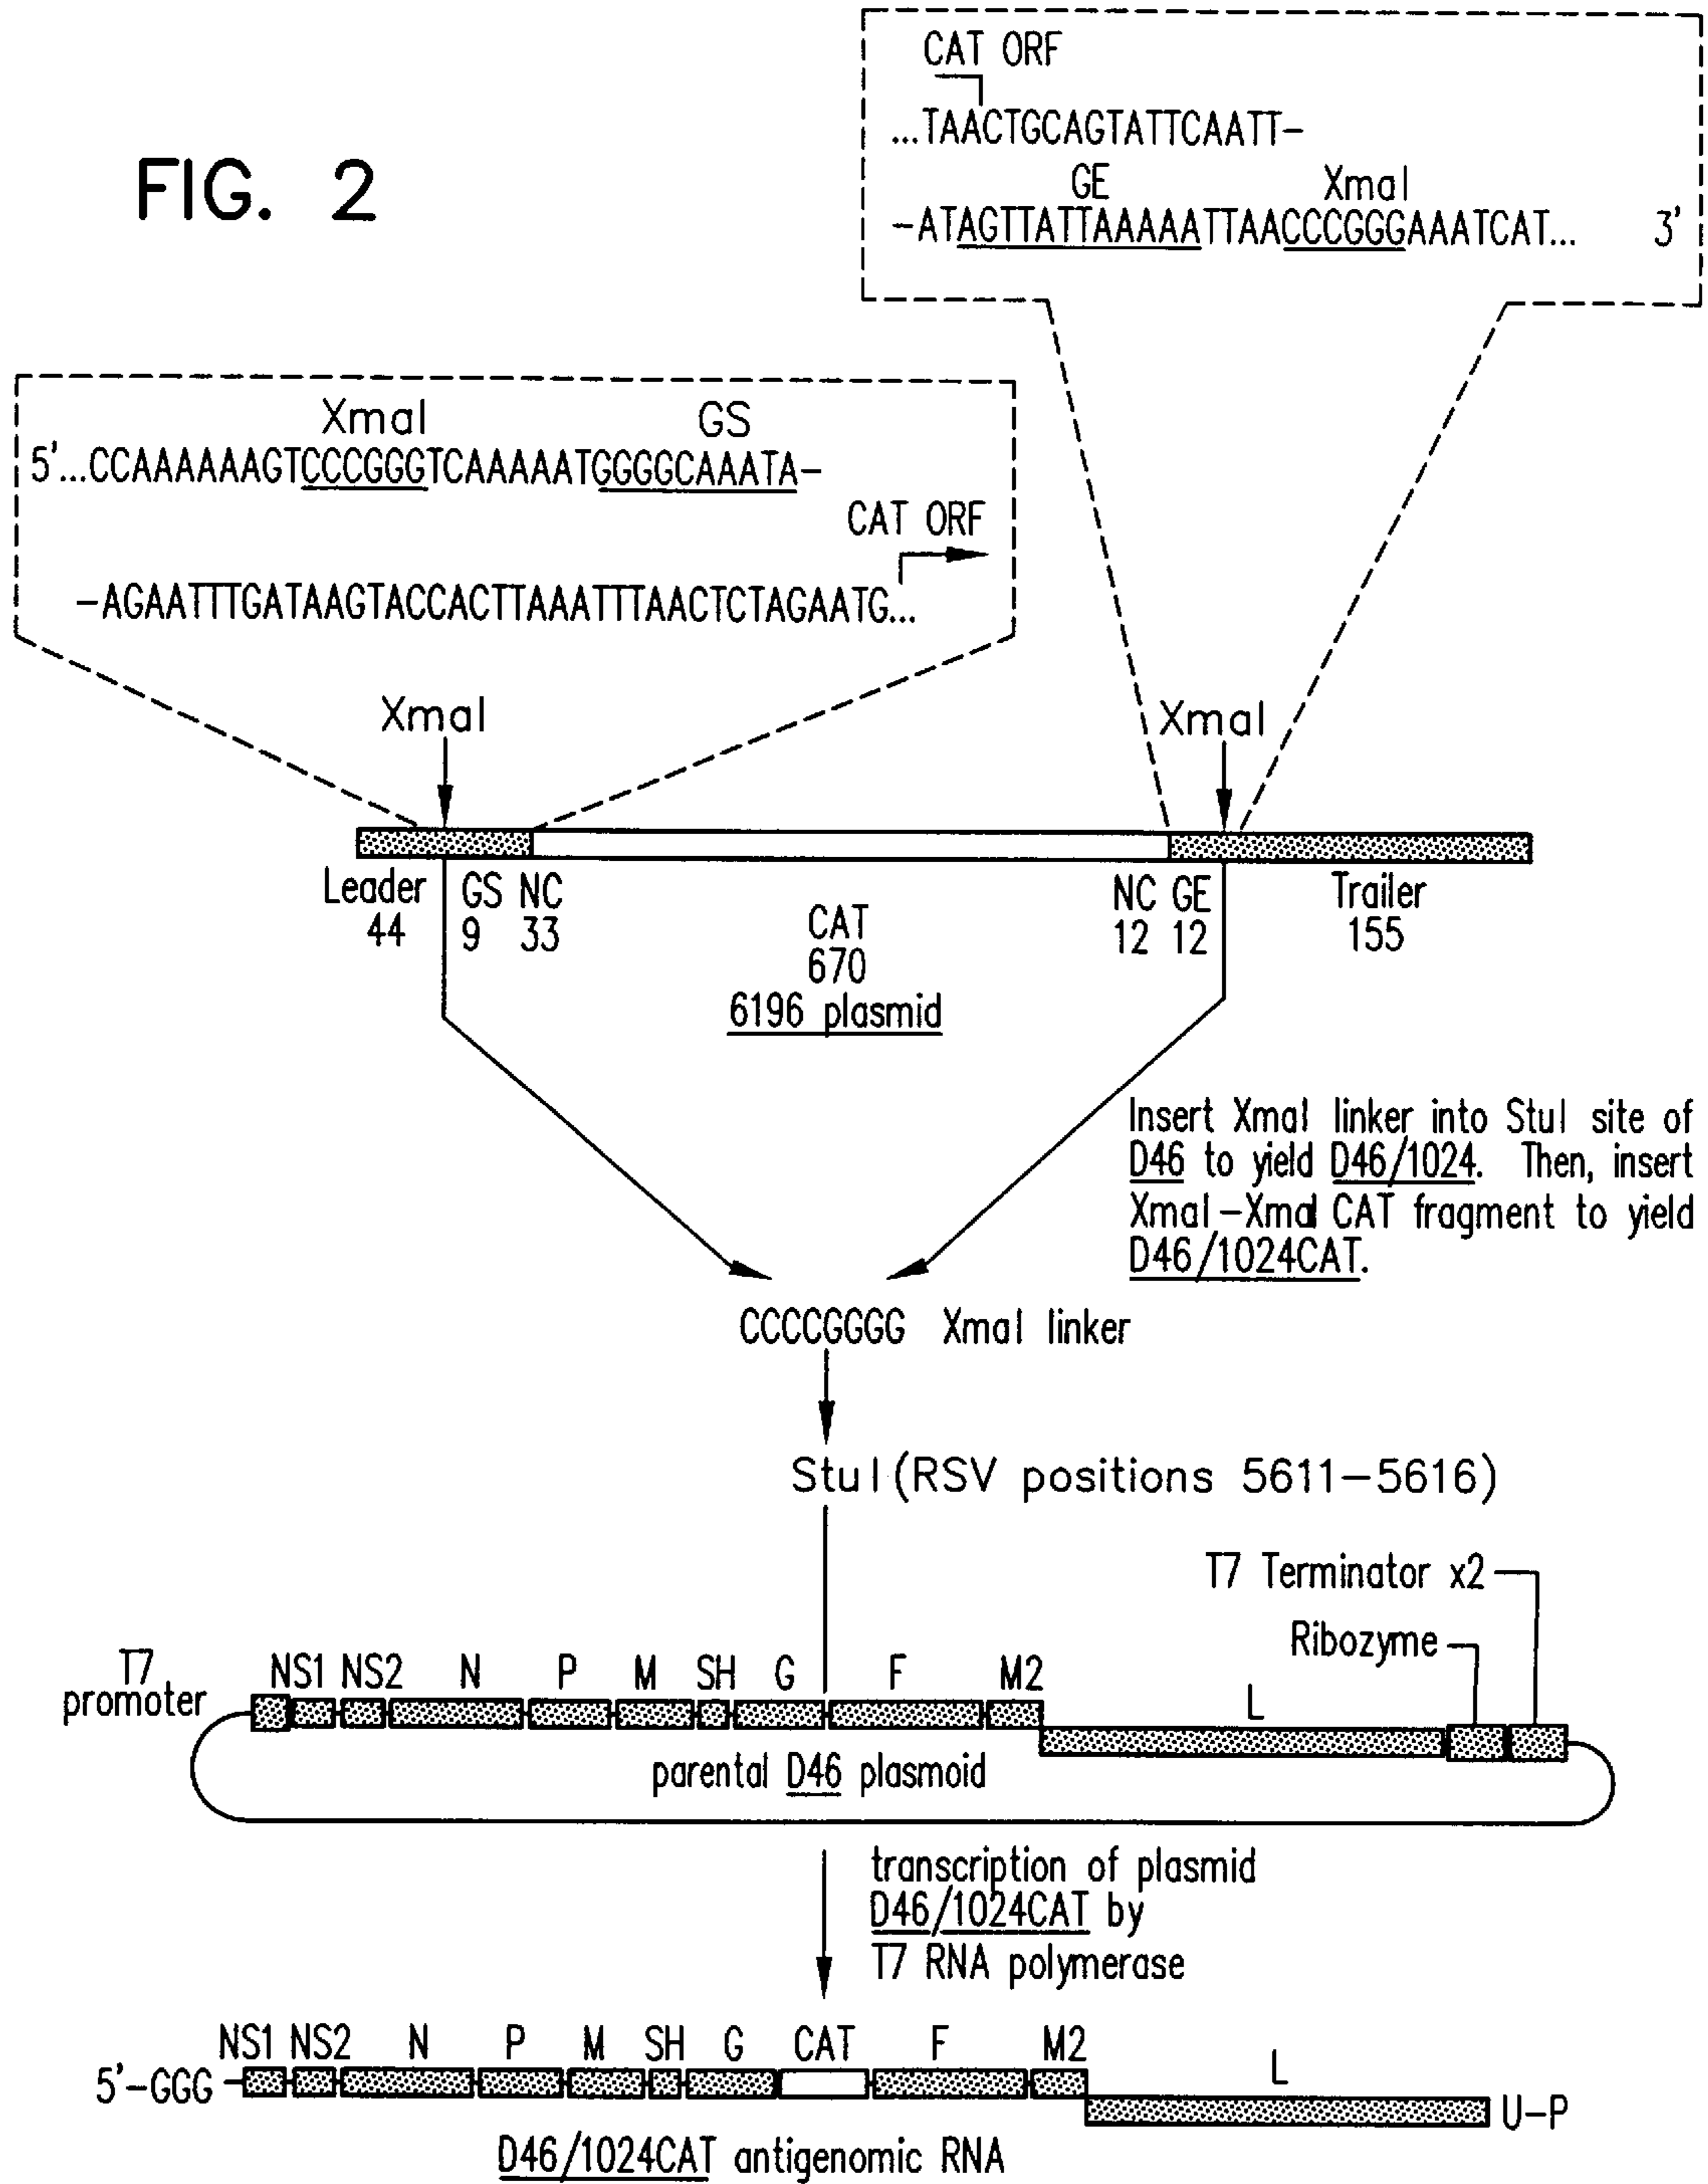 FIG. 2
CAT ORF
...TAACTGCAGTATTCAATT–
GE XmaI
–ATAGTTATTAAAAATTAACCCGGGAAATCAT... 3'
XmaI GS
5'...CCAAAAAAGTCCCGGGTCAAAAATGGGGCAAATA–
CAT ORF
–AGAATTTGATAAGTACCACTTAAATTTAACTCTAGAATG...
XmaI XmaI
Leader GS NC NC GE Trailer
44 9 33 12 12 155
CAT
670
6196 plasmid
Insert XmaI linker into StuI site of
D46 to yield D46/1024. Then, insert
XmaI–XmaI CAT fragment to yield
D46/1024CAT.
CCCCGGGG XmaI linker
StuI (RSV positions 5611–5616)
T7 Terminator x2
Ribozyme
T7
promoter
NS1 NS2 N P M SH G F M2 L
parental D46 plasmoid
transcription of plasmid
D46/1024CAT by
T7 RNA polymerase
NS1 NS2 N P M SH G CAT F M2 L
5'–GGG U–P
D46/1024CAT antigenomic RNA